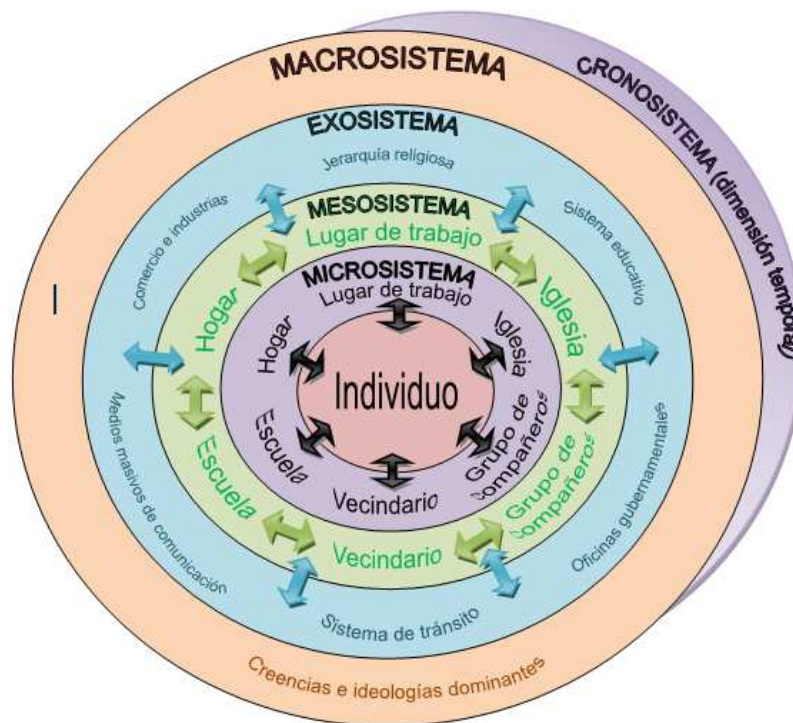 MACROSISTEMA
CRONOSISTEMA (dimensión temporal)
EXOSISTEMA
Jerarquía religiosa
Comercio e industrias
Sistema educativo
Medios masivos de comunicación
Oficinas gubernamentales
Sistema de tránsito
MESOSISTEMA
Lugar de trabajo
Hogar
Iglesia
Escuela
Grupo de
compañeros
Vecindario
MICROSISTEMA
Lugar de trabajo
Hogar
Iglesia
Escuela
Grupo de
compañeros
Vecindario
Individuo
Creencias e ideologías dominantes